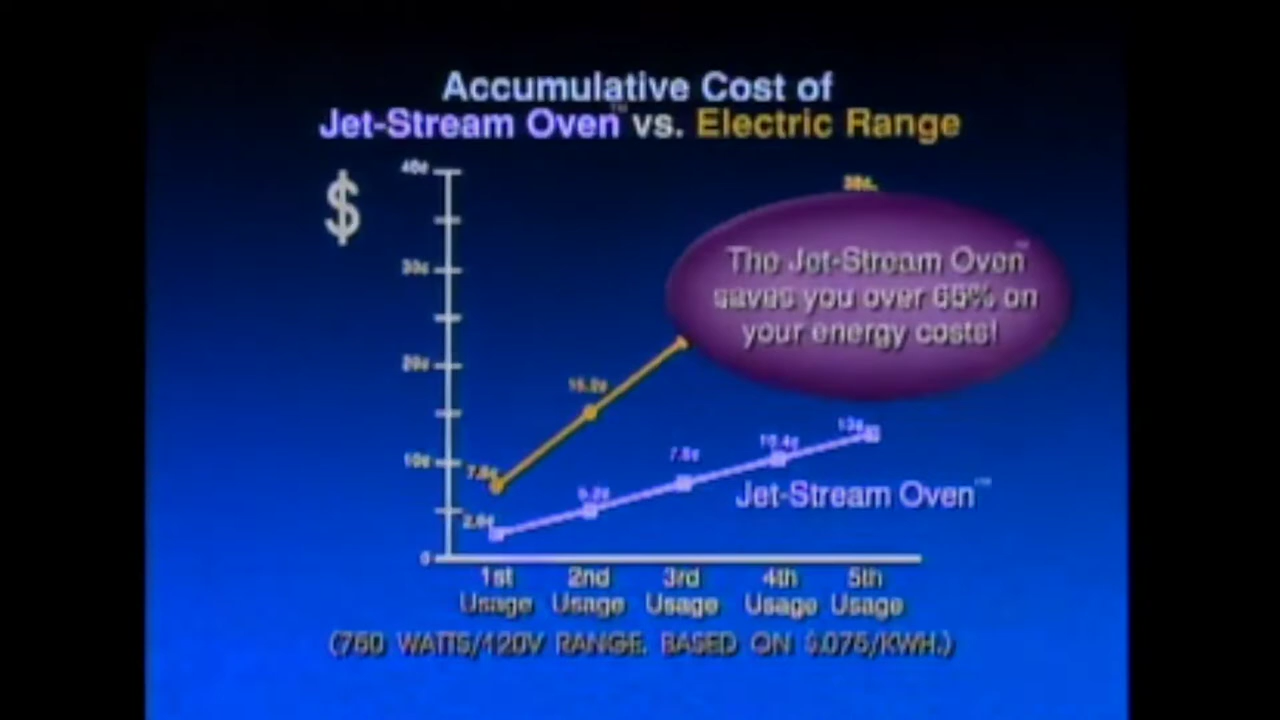 Accumulative Cost of
Jet-Stream Oven™ vs. Electric Range
$
40¢
30¢
20¢
10¢
0
38¢
The Jet-Stream Oven™
saves you over 65% on
your energy costs!
15.2¢
7.6¢
13¢
10.4¢
7.8¢
5.2¢
2.6¢
Jet-Stream Oven™
1st 2nd 3rd 4th 5th
Usage Usage Usage Usage Usage
(750 WATTS/120V RANGE. BASED ON $.075/KWH.)